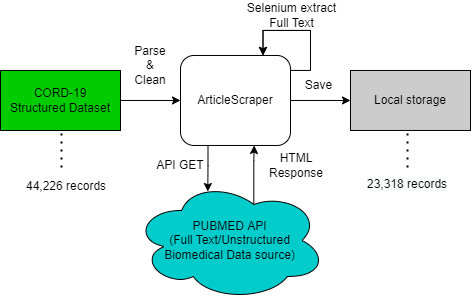 Selenium extract
Full Text
Parse
&
Clean
CORD-19
Structured Dataset
ArticleScraper
Save
Local storage
API GET
HTML
Response
44,226 records
23,318 records
PUBMED API
(Full Text/Unstructured
Biomedical Data source)